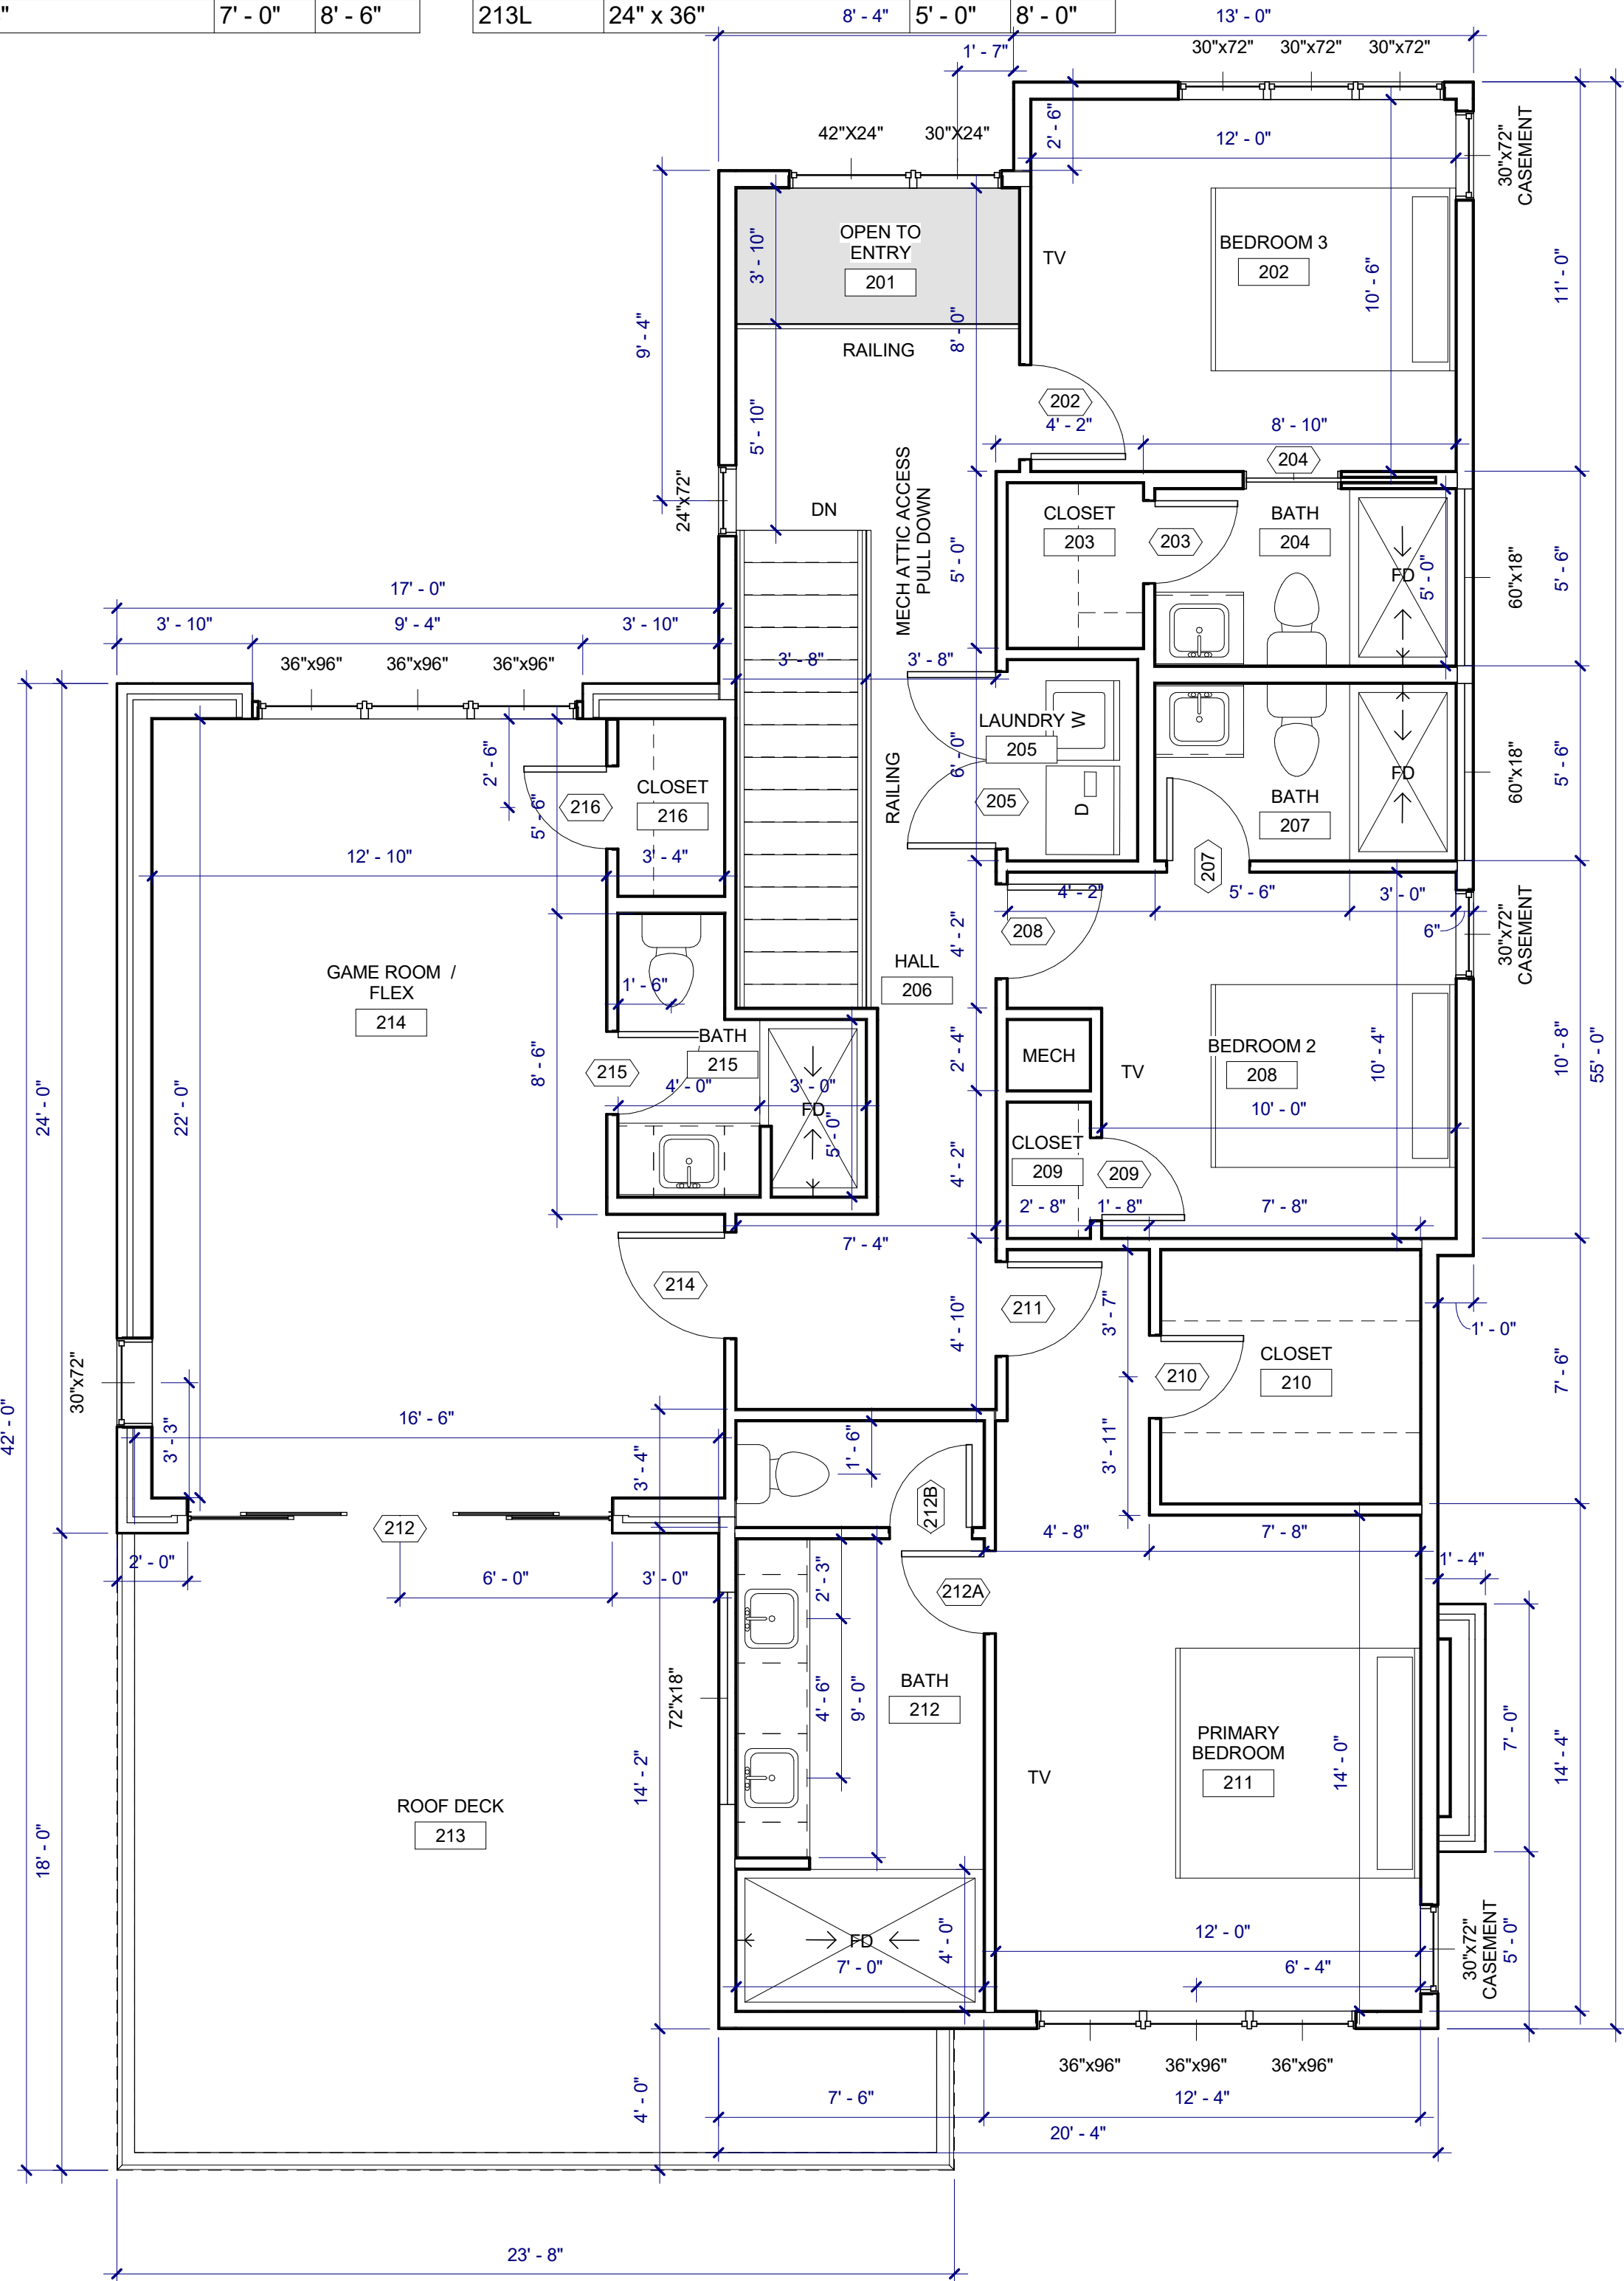 "
7' - 0"
8' - 6"
213L
24" x 36"
5' - 0"
8' - 0"
8' - 4"
13' - 0"
1' - 7"
30"x72"
30"x72"
30"x72"
42"X24"
30"X24"
2' - 6"
12' - 0"
30"x72"
CASEMENT
OPEN TO
ENTRY
201
3' - 10"
TV
BEDROOM 3
202
10' - 6"
11' - 0"
9' - 4"
RAILING
8' - 0"
5' - 10"
202
4' - 2"
8' - 10"
204
24"x72"
DN
MECH ATTIC ACCESS
PULL DOWN
5' - 0"
CLOSET
203
203
BATH
204
FD
5' - 0"
60"x18"
5' - 6"
17' - 0"
3' - 10"
9' - 4"
3' - 10"
36"x96"
36"x96"
36"x96"
3' - 8"
3' - 8"
LAUNDRY
205
W
6' - 0"
205
D
RAILING
2' - 6"
5' - 6"
216
CLOSET
216
BATH
207
FD
60"x18"
5' - 6"
207
12' - 10"
3' - 4"
4' - 2"
5' - 6"
3' - 0"
6"
208
4' - 2"
30"x72"
CASEMENT
HALL
206
GAME ROOM /
FLEX
214
1' - 6"
BATH
215
215
4' - 0"
3' - 0"
FD
5' - 0"
8' - 6"
22' - 0"
24' - 0"
2' - 4"
MECH
TV
BEDROOM 2
208
10' - 4"
10' - 0"
10' - 8"
55' - 0"
4' - 2"
CLOSET
209
209
2' - 8"
1' - 8"
7' - 8"
7' - 4"
214
4' - 10"
211
3' - 7"
1' - 0"
210
CLOSET
210
7' - 6"
30"x72"
42' - 0"
16' - 6"
3' - 3"
3' - 4"
1' - 6"
212B
3' - 11"
212
4' - 8"
7' - 8"
2' - 0"
6' - 0"
3' - 0"
2' - 3"
212A
1' - 4"
72"x18"
4' - 6"
9' - 0"
BATH
212
PRIMARY
BEDROOM
211
14' - 0"
7' - 0"
14' - 4"
TV
14' - 2"
ROOF DECK
213
18' - 0"
FD
7' - 0"
4' - 0"
12' - 0"
6' - 4"
30"x72"
CASEMENT
5' - 0"
36"x96"
36"x96"
36"x96"
4' - 0"
7' - 6"
12' - 4"
20' - 4"
23' - 8"